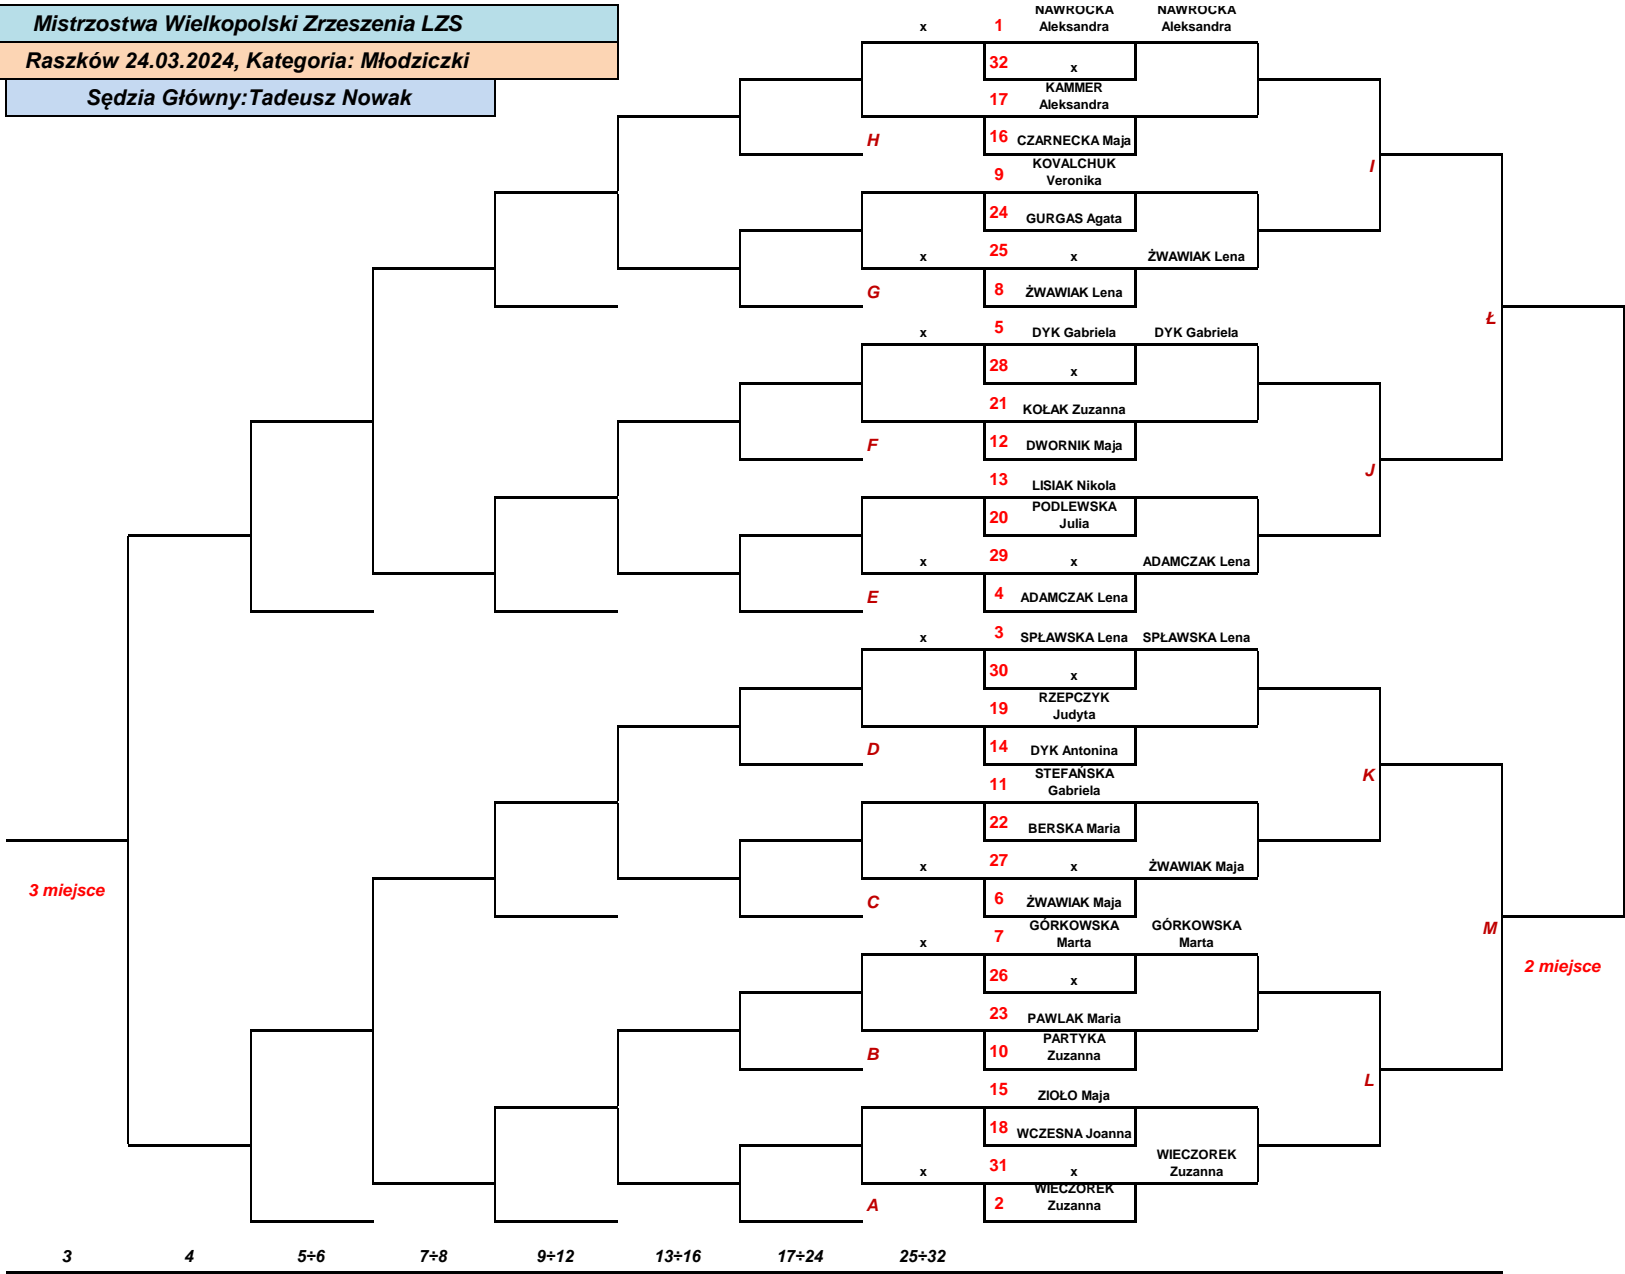 Mistrzostwa Wielkopolski Zrzeszenia LZS
Raszków 24.03.2024, Kategoria: Młodziczki
Sędzia Główny:Tadeusz Nowak
x 1 NAWROCKA Aleksandra NAWROCKA Aleksandra
32 x
17 KAMMER Aleksandra
H 16 CZARNECKA Maja
I
9 KOVALCHUK Veronika
24 GURGAS Agata
x 25 x ŻWAWIAK Lena
G 8 ŻWAWIAK Lena
Ł
x 5 DYK Gabriela DYK Gabriela
28 x
21 KOŁAK Zuzanna
F 12 DWORNIK Maja
J
13 LISIAK Nikola
20 PODLEWSKA Julia
x 29 x ADAMCZAK Lena
E 4 ADAMCZAK Lena
x 3 SPŁAWSKA Lena SPŁAWSKA Lena
30 x
19 RZEPCZYK Judyta
D 14 DYK Antonina
K
11 STEFAŃSKA Gabriela
22 BERSKA Maria
x 27 x ŻWAWIAK Maja
3 miejsce
C 6 ŻWAWIAK Maja
M
x 7 GÓRKOWSKA Marta GÓRKOWSKA Marta
2 miejsce
26 x
23 PAWLAK Maria
B 10 PARTYKA Zuzanna
L
15 ZIOŁO Maja
18 WCZESNA Joanna
x 31 x WIECZOREK Zuzanna
A 2 WIECZOREK Zuzanna
3 4 5÷6 7÷8 9÷12 13÷16 17÷24 25÷32